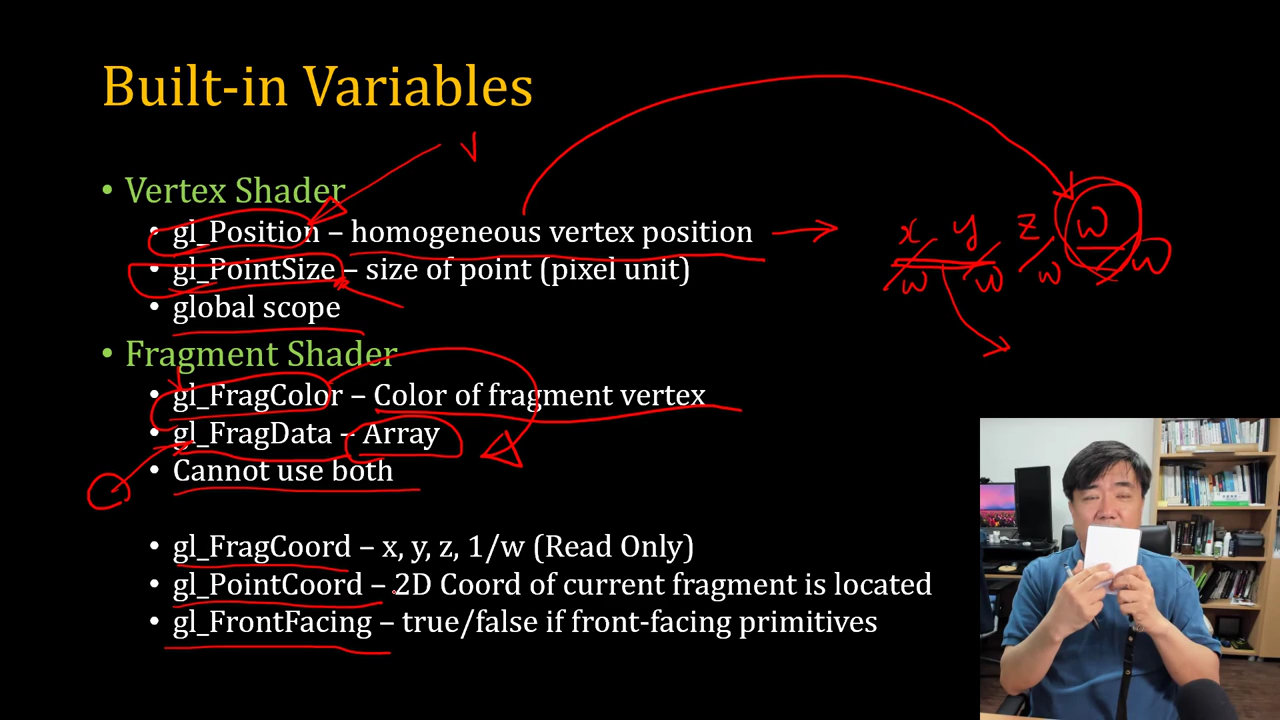 Built-in Variables
• Vertex Shader
• gl_Position – homogeneous vertex position
x y z w
• gl_PointSize – size of point (pixel unit)
w w w w
• global scope
• Fragment Shader
• gl_FragColor – Color of fragment vertex
• gl_FragData – Array
• Cannot use both
• gl_FragCoord – x, y, z, 1/w (Read Only)
• gl_PointCoord – 2D Coord of current fragment is located
• gl_FrontFacing – true/false if front-facing primitives